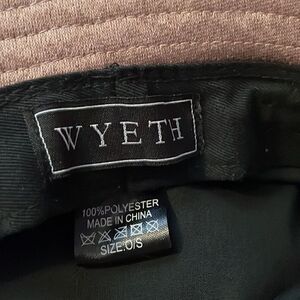 WYETH
100%POLYESTER
MADE IN CHINA
SIZE:O/S